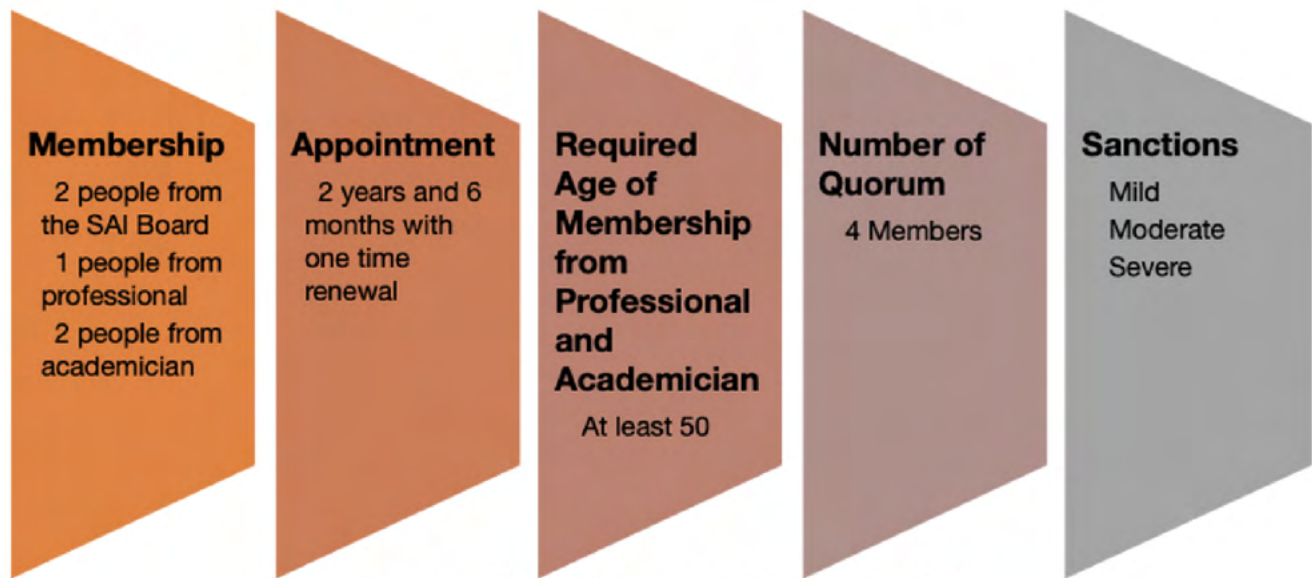 Membership
2 people from
the SAI Board
1 people from
professional
2 people from
academician
Appointment
2 years and 6
months with
one time
renewal
Required
Age of
Membership
from
Professional
and
Academician
At least 50
Number of
Quorum
4 Members
Sanctions
Mild
Moderate
Severe